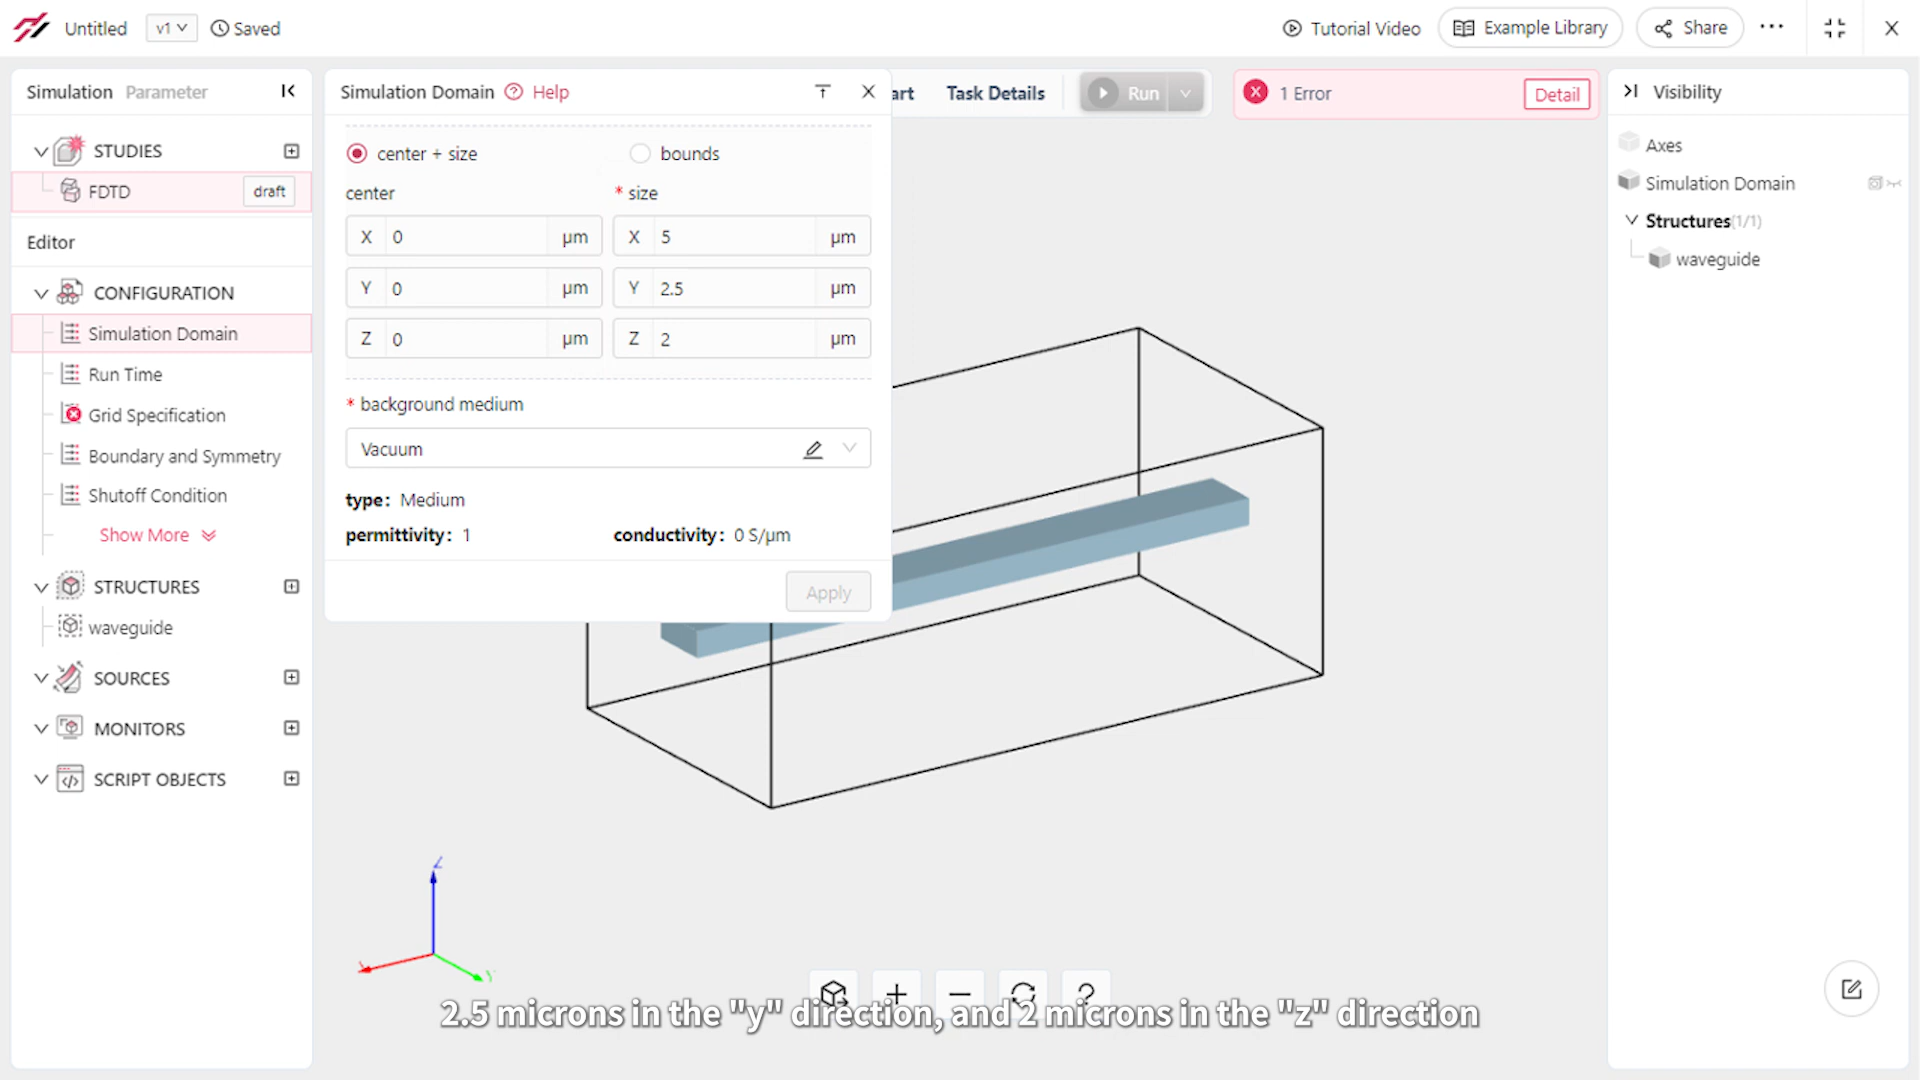 Untitled v1 Saved Tutorial Video Example Library Share
Simulation Parameter
STUDIES
FDTD draft
Editor
CONFIGURATION
Simulation Domain
Run Time
Grid Specification
Boundary and Symmetry
Shutoff Condition
Show More
STRUCTURES
waveguide
SOURCES
MONITORS
SCRIPT OBJECTS
Simulation Domain Help
center + size bounds
center * size
X 0 μm X 5 μm
Y 0 μm Y 2.5 μm
Z 0 μm Z 2 μm
* background medium
Vacuum
type: Medium
permittivity: 1 conductivity: 0 S/μm
Apply
art Task Details Run 1 Error Detail
Visibility
Axes
Simulation Domain
Structures(1/1)
waveguide
2.5 microns in the "y" direction, and 2 microns in the "z" direction